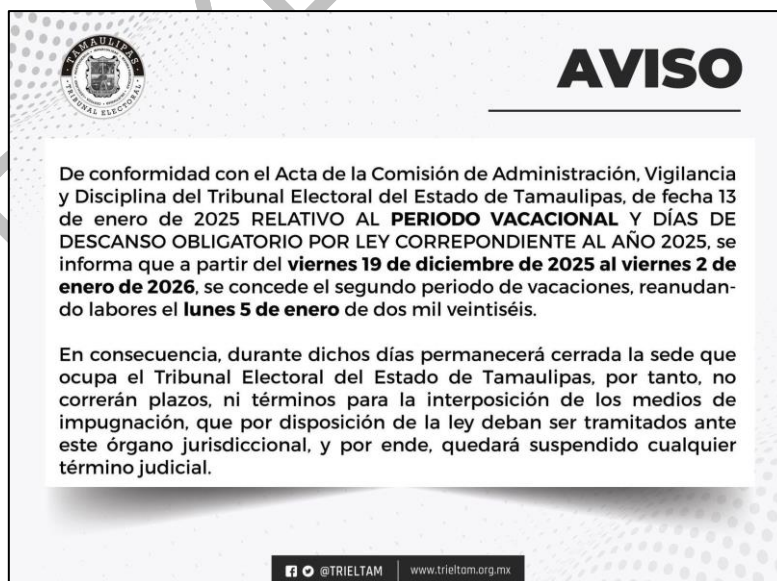 TAMAULIPAS
TRIBUNAL ELECTORAL
AVISO
De conformidad con el Acta de la Comisión de Administración, Vigilancia
y Disciplina del Tribunal Electoral del Estado de Tamaulipas, de fecha 13
de enero de 2025 RELATIVO AL PERIODO VACACIONAL Y DÍAS DE
DESCANSO OBLIGATORIO POR LEY CORREPONDIENTE AL AÑO 2025, se
informa que a partir del viernes 19 de diciembre de 2025 al viernes 2 de
enero de 2026, se concede el segundo periodo de vacaciones, reanudan-
do labores el lunes 5 de enero de dos mil veintiséis.
En consecuencia, durante dichos días permanecerá cerrada la sede que
ocupa el Tribunal Electoral del Estado de Tamaulipas, por tanto, no
correrán plazos, ni términos para la interposición de los medios de
impugnación, que por disposición de la ley deban ser tramitados ante
este órgano jurisdiccional, y por ende, quedará suspendido cualquier
término judicial.
@TRIELTAM | www.trieltam.org.mx